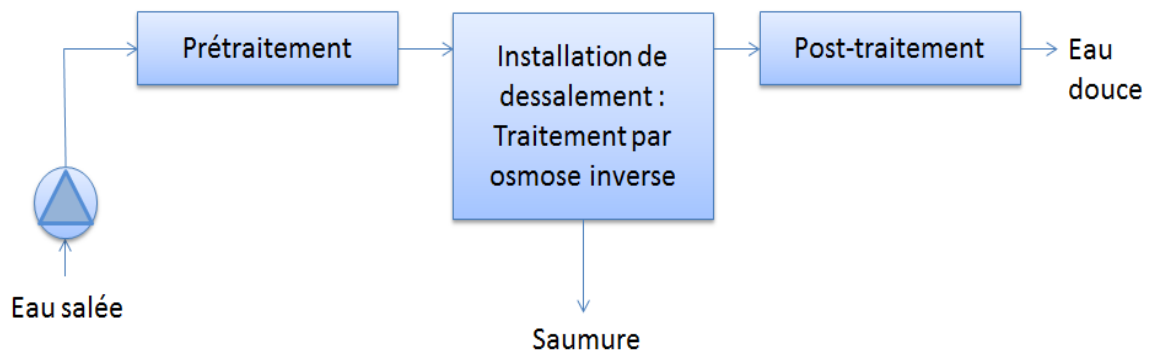 Prétraitement
Installation de
dessalement :
Traitement par
osmose inverse
Post-traitement
Eau
douce
Eau salée
Saumure